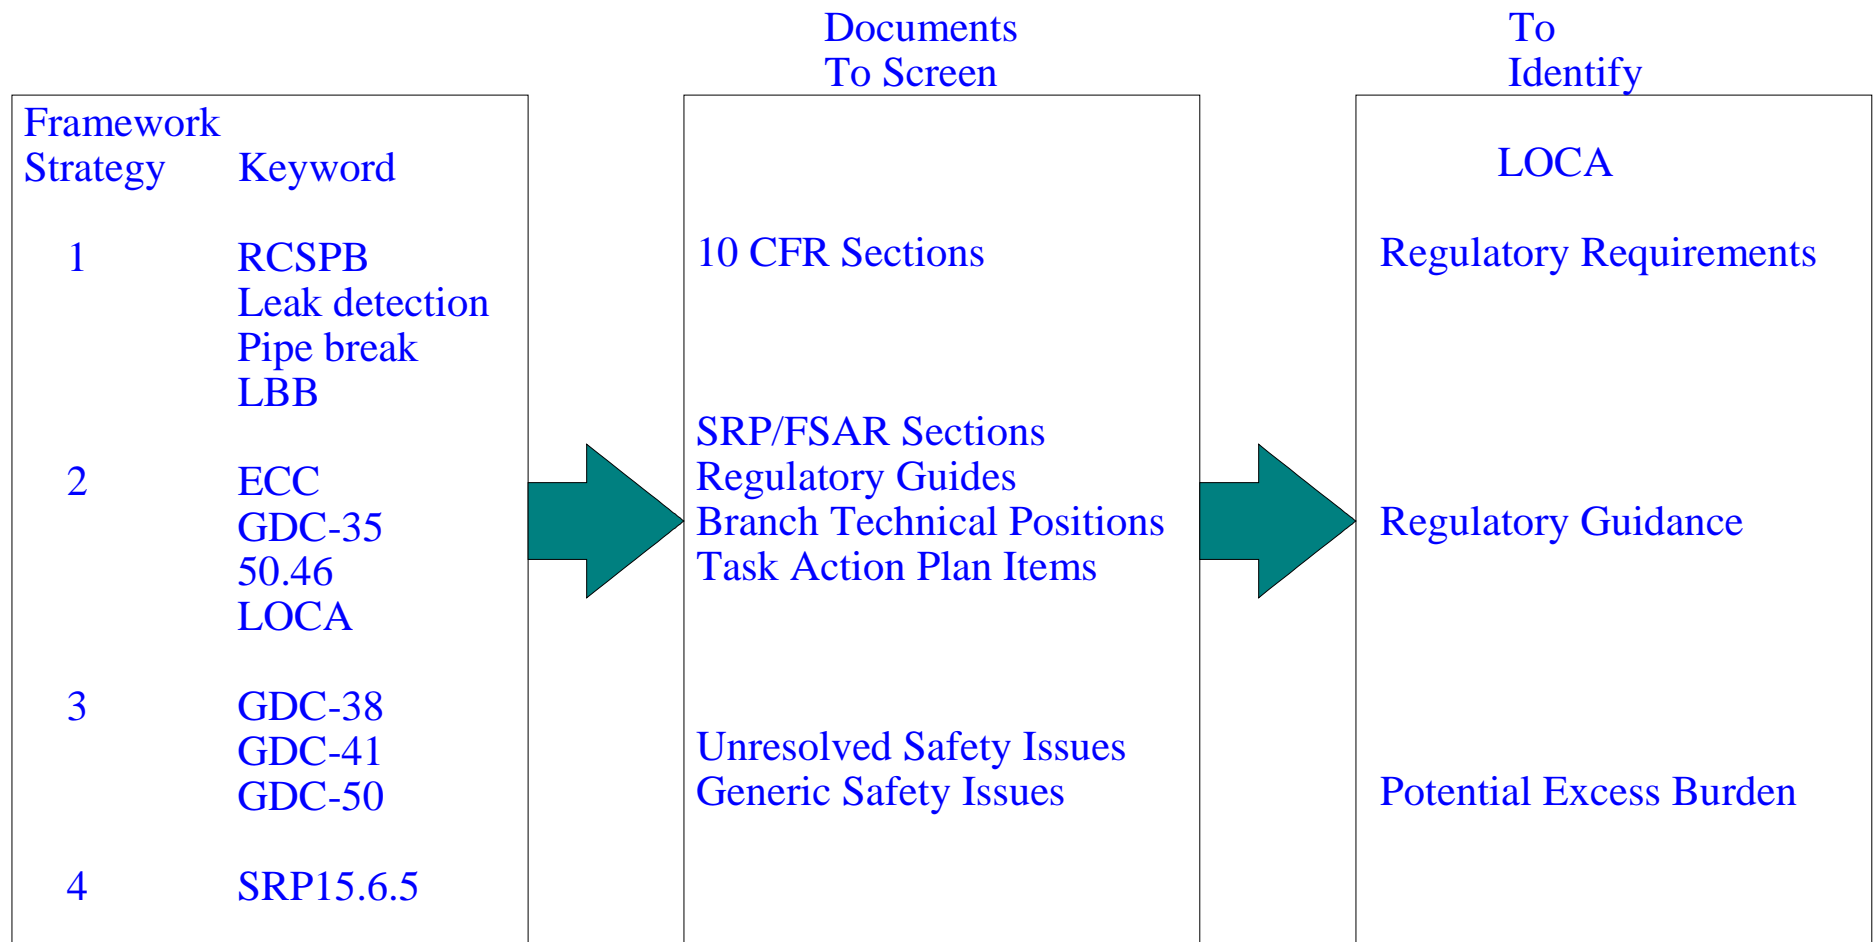 Documents
To Screen
To
Identify
Framework
Strategy Keyword
1 RCSPB
Leak detection
Pipe break
LBB
2 ECC
GDC-35
50.46
LOCA
3 GDC-38
GDC-41
GDC-50
4 SRP15.6.5
10 CFR Sections
SRP/FSAR Sections
Regulatory Guides
Branch Technical Positions
Task Action Plan Items
Unresolved Safety Issues
Generic Safety Issues
LOCA
Regulatory Requirements
Regulatory Guidance
Potential Excess Burden